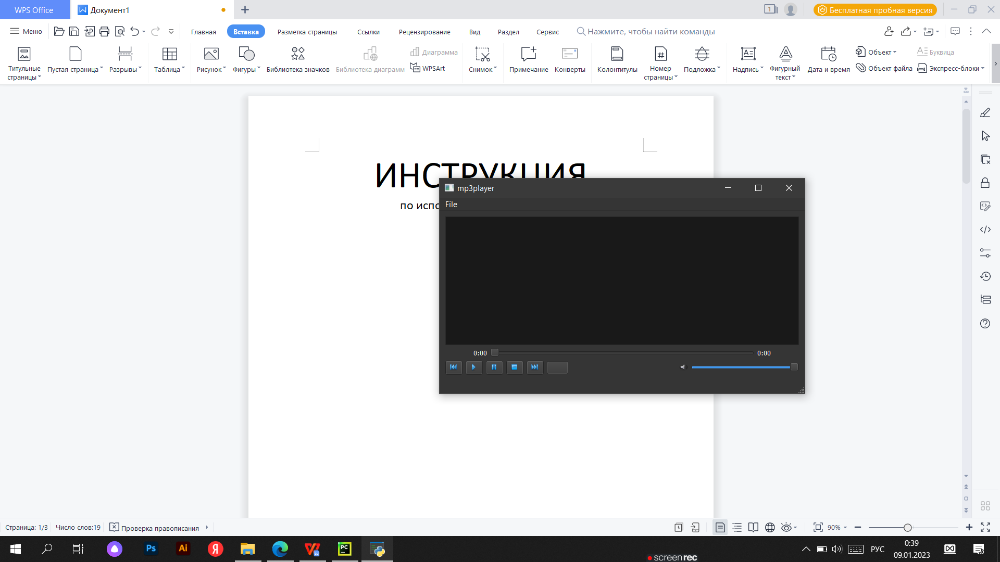 WPS Office
Документ1
1
Бесплатная пробная версия
Меню
Главная
Вставка
Разметка страницы
Ссылки
Рецензирование
Вид
Раздел
Сервис
Нажмите, чтобы найти команды
Титульные страницы
Пустая страница
Разрывы
Таблица
Рисунок
Фигуры
Библиотека значков
Библиотека диаграмм
Диаграмма
WPSArt
Снимок
Примечание
Конверты
Колонтитулы
Номер страницы
Подложка
Надпись
Фигурный текст
Дата и время
Объект
Объект файла
Буквица
Экспресс-блоки
ИНСТРУКЦИЯ
по испо
mp3player
File
0:00
0:00
Страница: 1/3
Число слов:19
Проверка правописания
90%
Ps
Ai
Я
PC
РУС
0:39
09.01.2023
screenrec